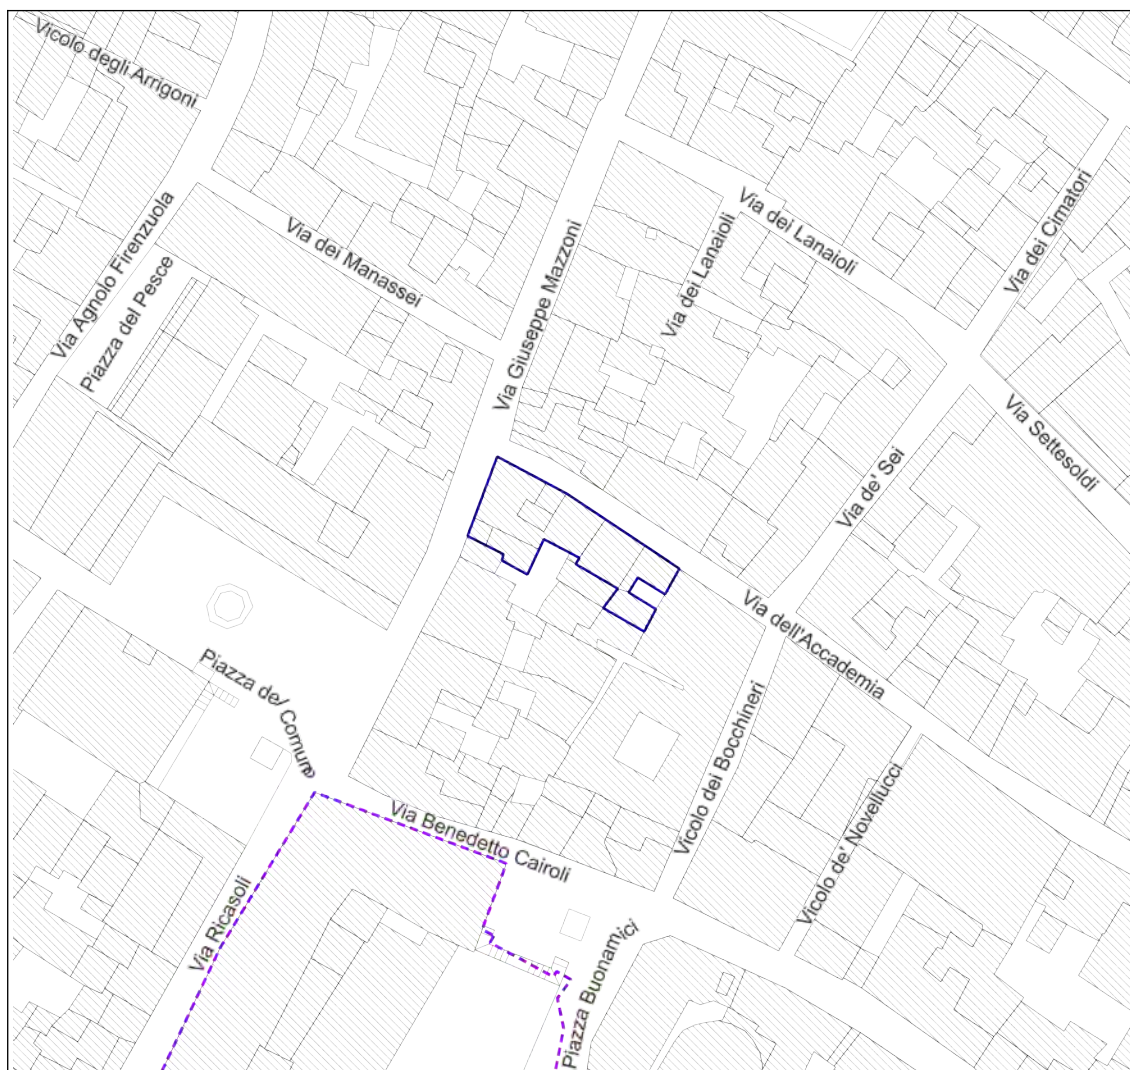 Vicolo degli Arrigoni
Via Agnolo Firenzuola
Piazza del Pesce
Via dei Manassei
Via Giuseppe Mazzoni
Via dei Lanaioli
Via dei Lanaioli
Via dei Cimatori
Via Settesoldi
Via de' Sei
Via dell'Accademia
Piazza del Comune
Via Benedetto Cairoli
Vicolo dei Bocchineri
Vicolo de' Novellucci
Via Ricasoli
Piazza Buonamici